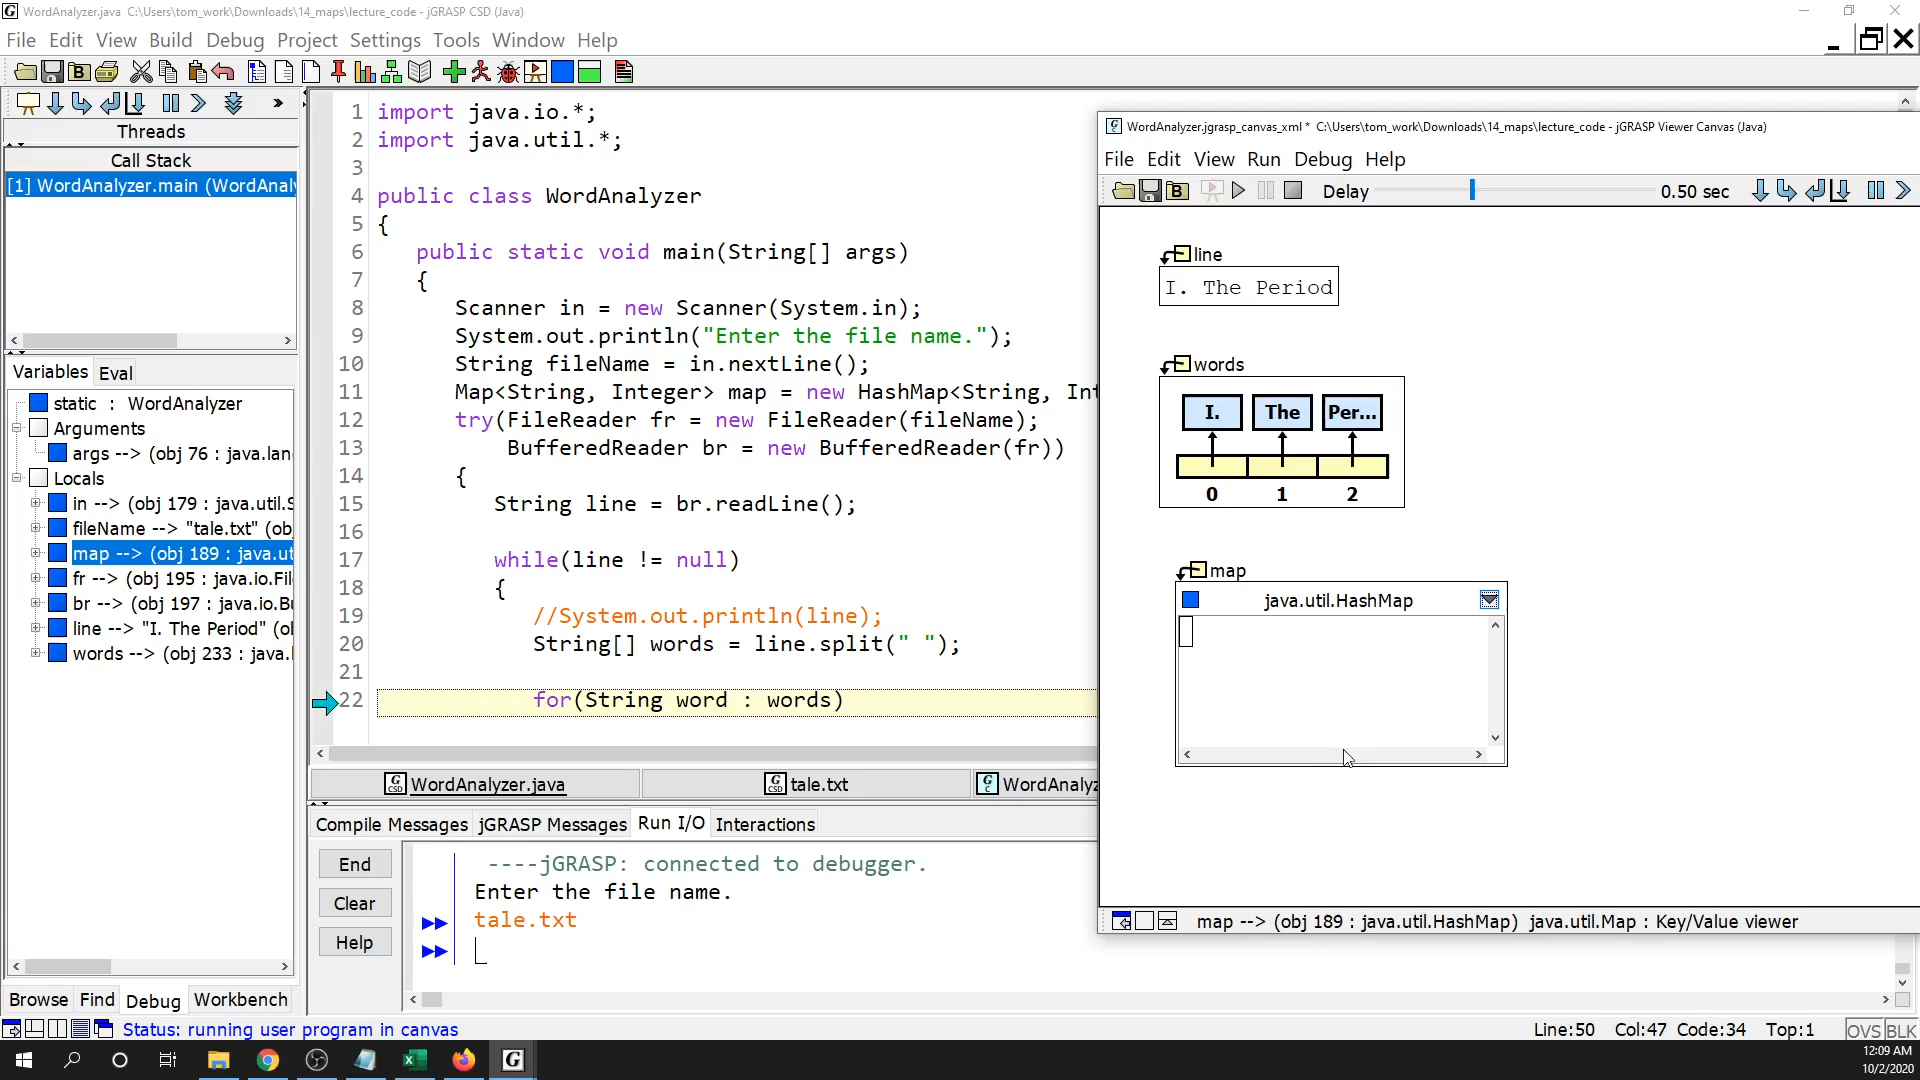 WordAnalyzer.java  C:\Users\tom_work\Downloads\14_maps\lecture_code - jGRASP CSD (Java)
File Edit View Build Debug Project Settings Tools Window Help
Threads
Call Stack
[1] WordAnalyzer.main (WordAnaly
Variables Eval
static : WordAnalyzer
Arguments
args --> (obj 76 : java.lan
Locals
in --> (obj 179 : java.util.S
fileName --> "tale.txt" (ob
map --> (obj 189 : java.ut
fr --> (obj 195 : java.io.Fil
br --> (obj 197 : java.io.Bu
line --> "I. The Period" (o
words --> (obj 233 : java.
Browse Find Debug Workbench
1 import java.io.*;
2 import java.util.*;
3
4 public class WordAnalyzer
5 {
6 public static void main(String[] args)
7 {
8 Scanner in = new Scanner(System.in);
9 System.out.println("Enter the file name.");
10 String fileName = in.nextLine();
11 Map<String, Integer> map = new HashMap<String, Int
12 try(FileReader fr = new FileReader(fileName);
13 BufferedReader br = new BufferedReader(fr))
14 {
15 String line = br.readLine();
16
17 while(line != null)
18 {
19 //System.out.println(line);
20 String[] words = line.split(" ");
21
22 for(String word : words)
WordAnalyzer.java tale.txt WordAnalyz
Compile Messages jGRASP Messages Run I/O Interactions
End
Clear
Help
----jGRASP: connected to debugger.
Enter the file name.
tale.txt
WordAnalyzer.jgrasp_canvas_xml *  C:\Users\tom_work\Downloads\14_maps\lecture_code - jGRASP Viewer Canvas (Java)
File Edit View Run Debug Help
Delay 0.50 sec
line
I. The Period
words
I. The Per...
0 1 2
map
java.util.HashMap
map --> (obj 189 : java.util.HashMap) java.util.Map : Key/Value viewer
Status: running user program in canvas
Line:50 Col:47 Code:34 Top:1 OVS BLK
12:09 AM
10/2/2020